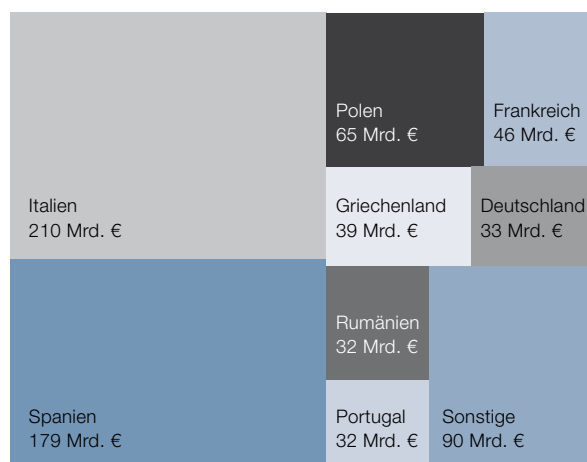 Polen
65 Mrd. €
Frankreich
46 Mrd. €
Italien
210 Mrd. €
Griechenland
39 Mrd. €
Deutschland
33 Mrd. €
Rumänien
32 Mrd. €
Spanien
179 Mrd. €
Portugal
32 Mrd. €
Sonstige
90 Mrd. €